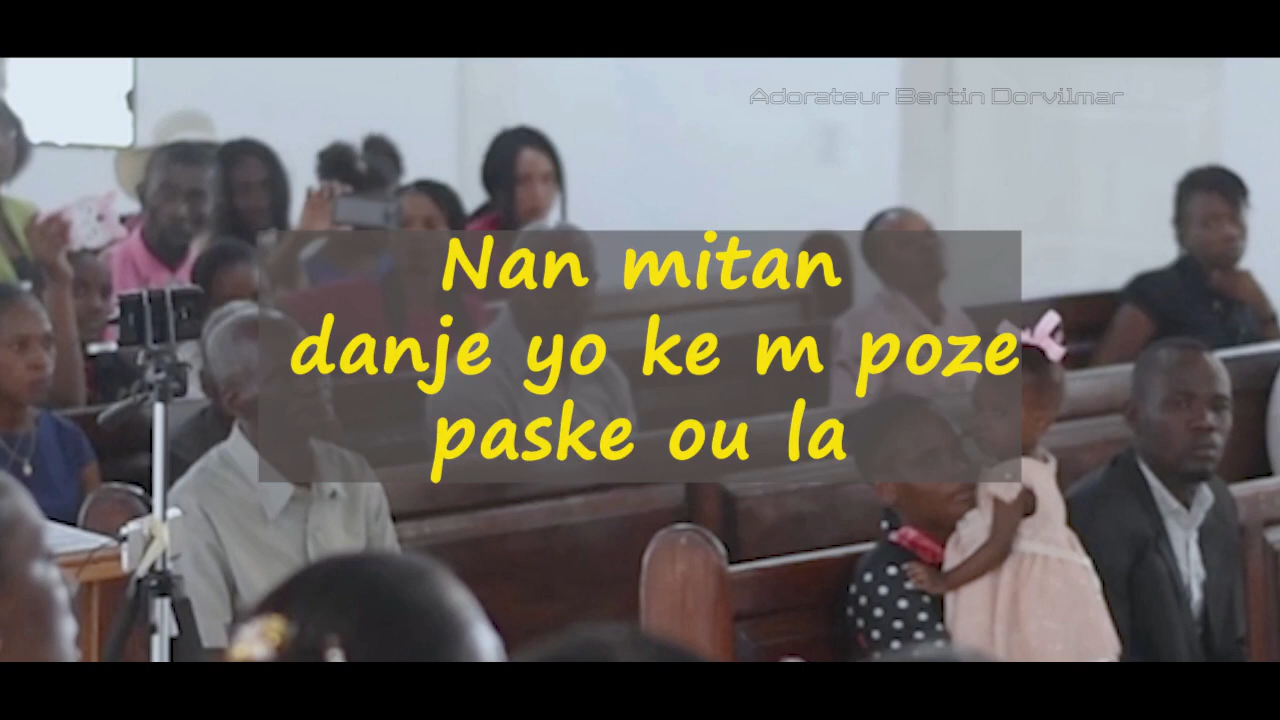 Adorateur Bertin Dorvilmar
Nan mitan
danje yo ke m poze
paske ou la